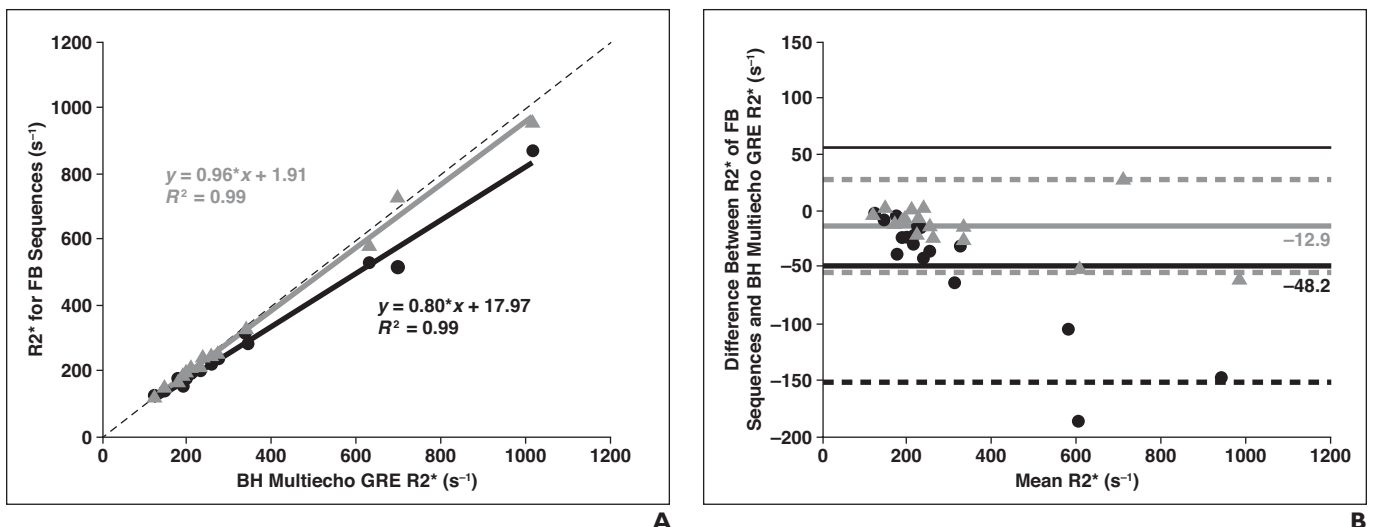 1200
1000
800
600
400
200
0
R2* for FB Sequences (s⁻¹)
y = 0.96*x + 1.91
R² = 0.99
y = 0.80*x + 17.97
R² = 0.99
0 200 400 600 800 1000 1200
BH Multiecho GRE R2* (s⁻¹)
A
150
100
50
0
–50
–100
–150
–200
Difference Between R2* of FB
Sequences and BH Multiecho GRE R2* (s⁻¹)
–12.9
–48.2
0 200 400 600 800 1000 1200
Mean R2* (s⁻¹)
B